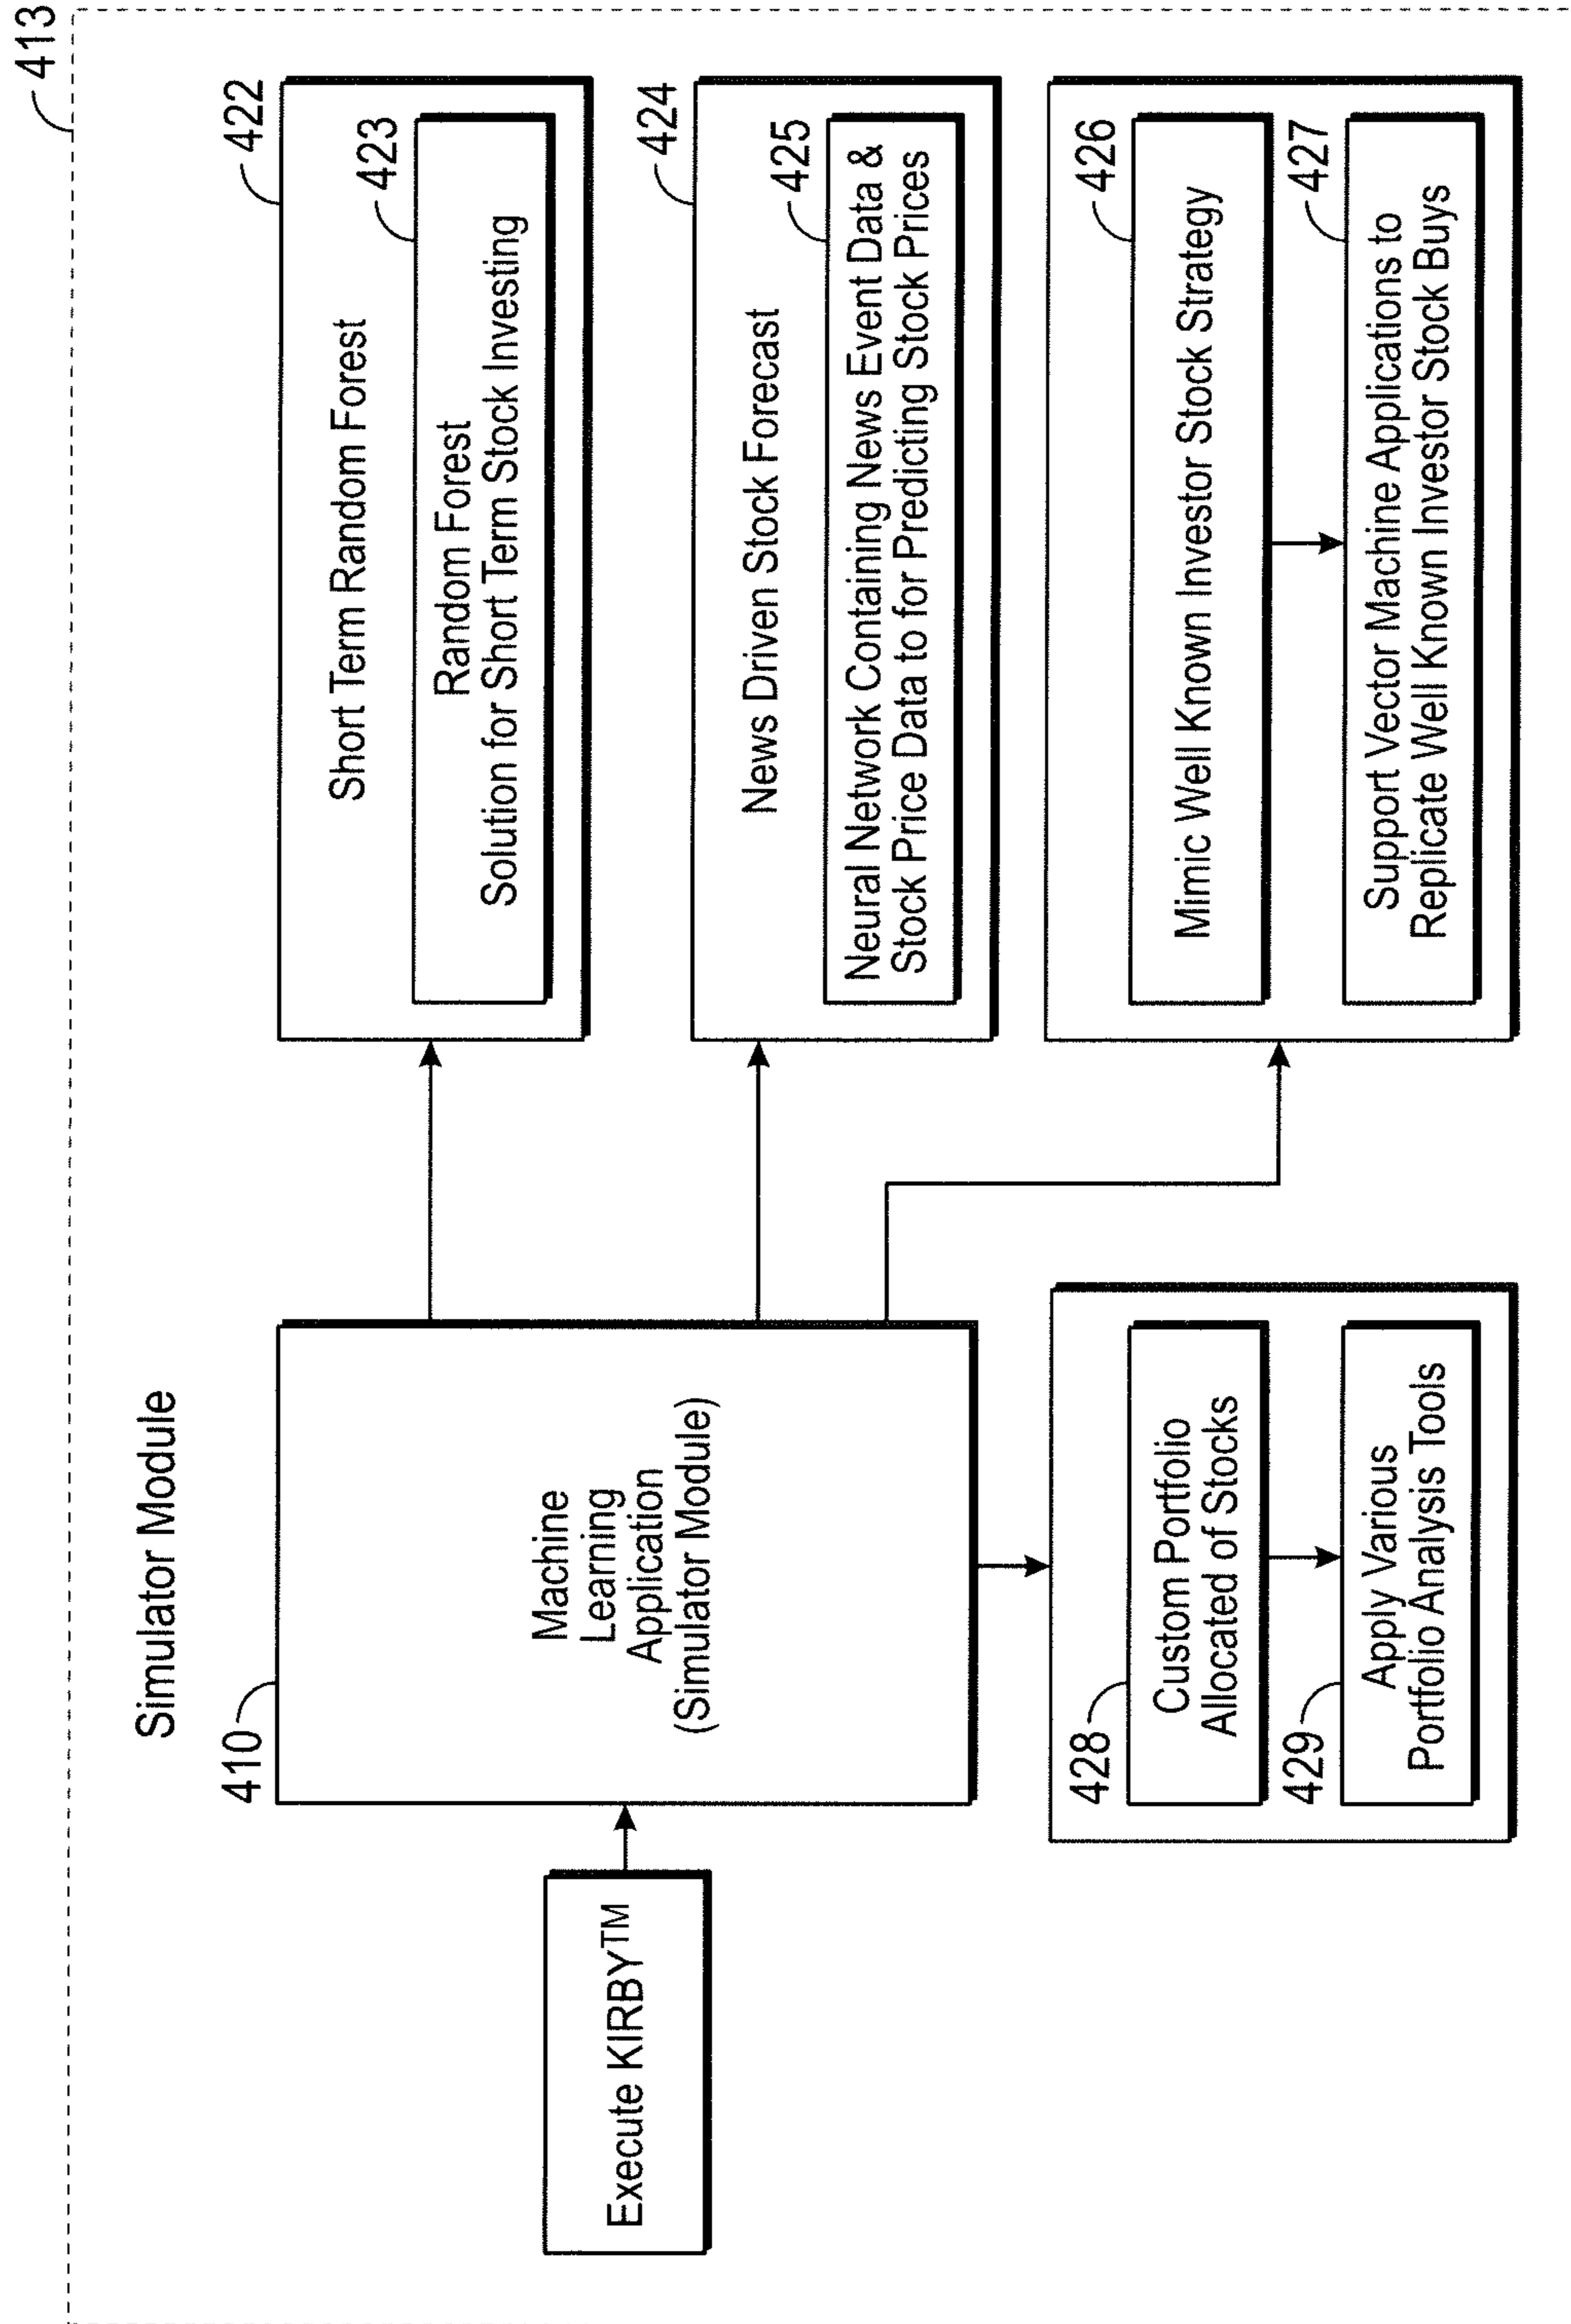 413
Simulator Module
410
Machine
Learning
Application
(Simulator Module)
Execute KIRBY™
422
Short Term Random Forest
423
Random Forest
Solution for Short Term Stock Investing
424
News Driven Stock Forecast
425
Neural Network Containing News Event Data &
Stock Price Data to for Predicting Stock Prices
426
Mimic Well Known Investor Stock Strategy
427
Support Vector Machine Applications to
Replicate Well Known Investor Stock Buys
428
Custom Portfolio
Allocated of Stocks
429
Apply Various
Portfolio Analysis Tools